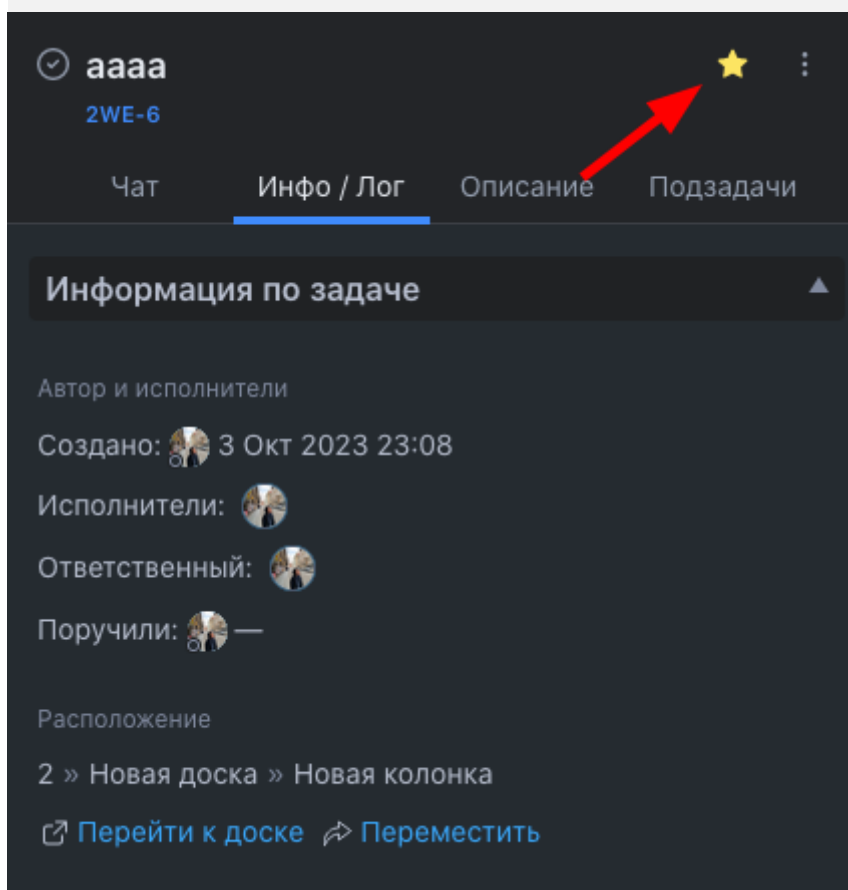 aaaa
2WE-6
Чат Инфо / Лог Описание Подзадачи
Информация по задаче
Автор и исполнители
Создано: 3 Окт 2023 23:08
Исполнители:
Ответственный:
Поручили: —
Расположение
2 » Новая доска » Новая колонка
Перейти к доске Переместить